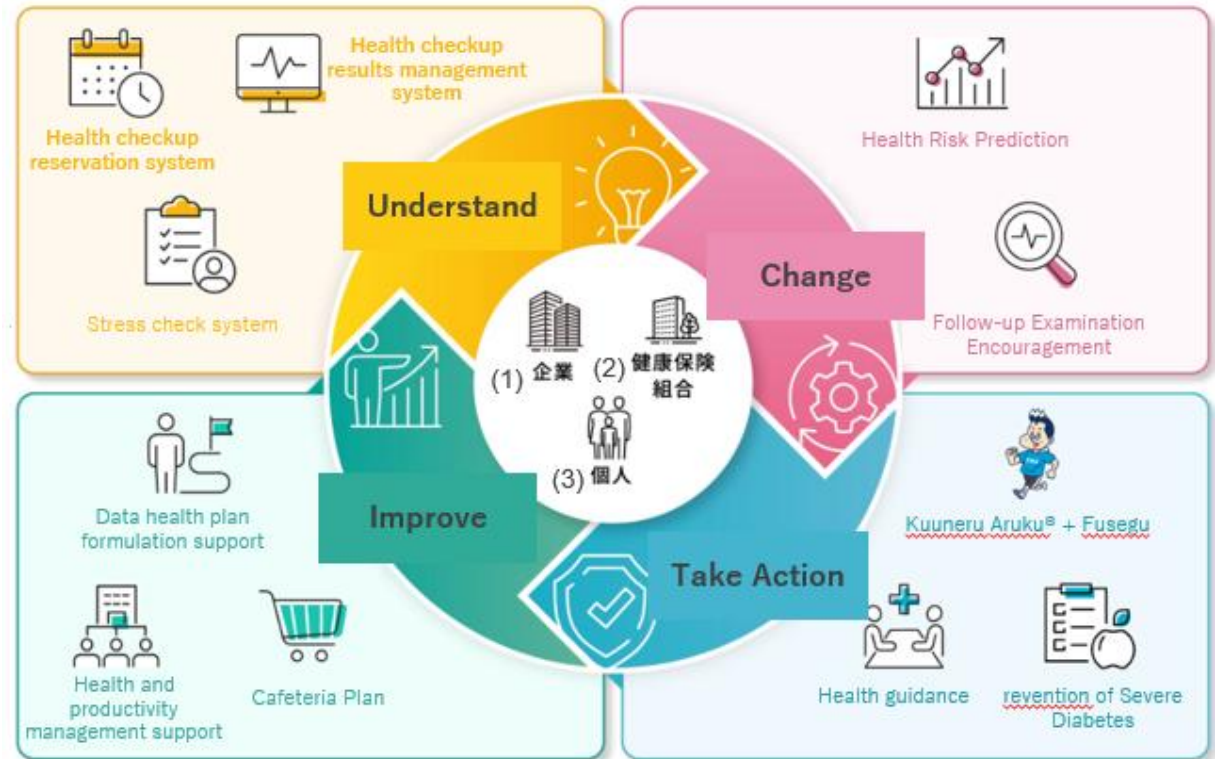 Health checkup
reservation system
Health checkup
results management
system
Stress check system
Understand
Health Risk Prediction
Follow-up Examination
Encouragement
Change
(1) 企業
(2) 健康保険
組合
(3) 個人
Improve
Data health plan
formulation support
Health and
productivity
management support
Cafeteria Plan
Take Action
Kuuneru Aruku® + Fusegu
Health guidance
revention of Severe
Diabetes